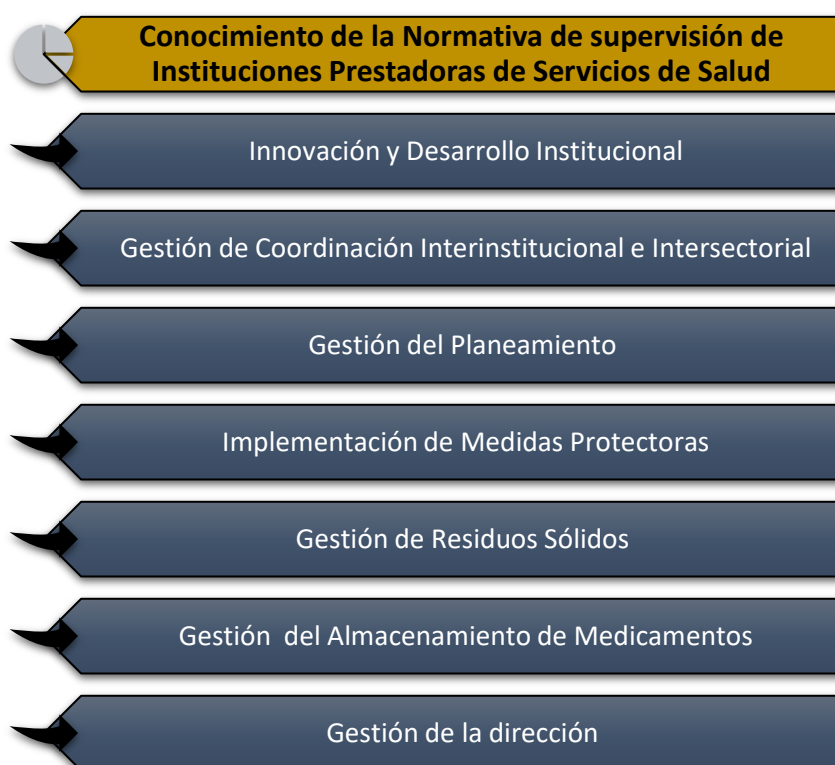 Conocimiento de la Normativa de supervisión de
Instituciones Prestadoras de Servicios de Salud
Innovación y Desarrollo Institucional
Gestión de Coordinación Interinstitucional e Intersectorial
Gestión del Planeamiento
Implementación de Medidas Protectoras
Gestión de Residuos Sólidos
Gestión  del Almacenamiento de Medicamentos
Gestión de la dirección